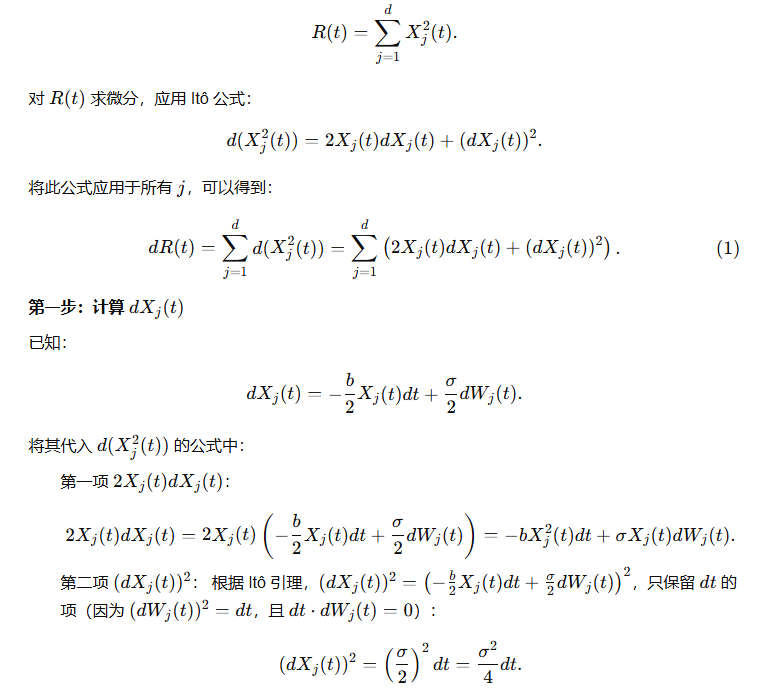 $$R(t) = \sum_{j=1}^{d} X_j^2(t).$$
对 $R(t)$ 求微分，应用 Itô 公式：
$$d(X_j^2(t)) = 2X_j(t)dX_j(t) + (dX_j(t))^2.$$
将此公式应用于所有 $j$，可以得到：
$$dR(t) = \sum_{j=1}^{d} d(X_j^2(t)) = \sum_{j=1}^{d} \left(2X_j(t)dX_j(t) + (dX_j(t))^2\right). \quad (1)$$
第一步：计算 $dX_j(t)$
已知：
$$dX_j(t) = -\frac{b}{2}X_j(t)dt + \frac{\sigma}{2}dW_j(t).$$
将其代入 $d(X_j^2(t))$ 的公式中：
第一项 $2X_j(t)dX_j(t)$：
$$2X_j(t)dX_j(t) = 2X_j(t)\left(-\frac{b}{2}X_j(t)dt + \frac{\sigma}{2}dW_j(t)\right) = -bX_j^2(t)dt + \sigma X_j(t)dW_j(t).$$
第二项 $(dX_j(t))^2$： 根据 Itô 引理，$(dX_j(t))^2 = \left(-\frac{b}{2}X_j(t)dt + \frac{\sigma}{2}dW_j(t)\right)^2$，只保留 $dt$ 的
项（因为 $(dW_j(t))^2 = dt$，且 $dt \cdot dW_j(t) = 0$）:
$$(dX_j(t))^2 = \left(\frac{\sigma}{2}\right)^2 dt = \frac{\sigma^2}{4}dt.$$